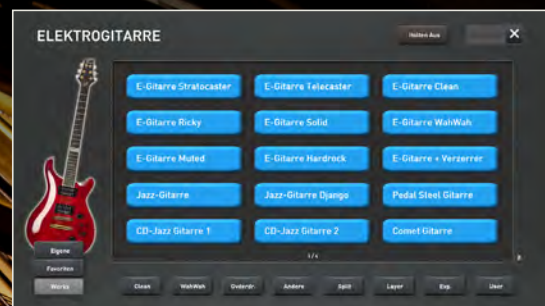 ELEKTROGITARRE
Halten Aus
E-Gitarre Stratocaster E-Gitarre Telecaster E-Gitarre Clean
E-Gitarre Ricky E-Gitarre Solid E-Gitarre WahWah
E-Gitarre Muted E-Gitarre Hardrock E-Gitarre + Verzerrer
Jazz-Gitarre Jazz-Gitarre Django Pedal Steel Gitarre
CD-Jazz Gitarre 1 CD-Jazz Gitarre 2 Comet Gitarre
Eigene
Favoriten
Werks
Clean WahWah Overdr. Andere Split Layer Exp. User